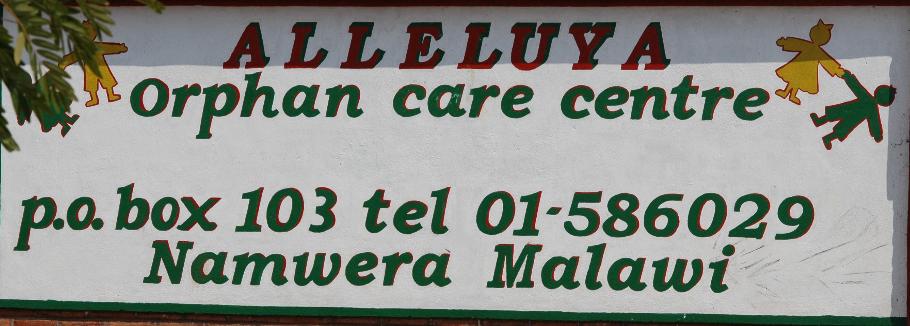 ALLELUYA
Orphan care centre
p.o. box 103 tel 01-586029
Namwera Malawi